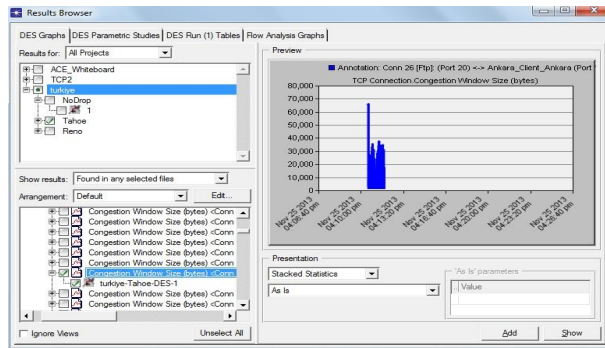 Results Browser
DES Graphs DES Parametric Studies DES Run (1) Tables Flow Analysis Graphs
Results for: All Projects
ACE_Whiteboard
TCP2
turkiye
NoDrop
1
Tahoe
Reno
Show results: Found in any selected files
Arrangement: Default Edit...
Congestion Window Size (bytes) <Conn
Congestion Window Size (bytes) <Conn
Congestion Window Size (bytes) <Conn
Congestion Window Size (bytes) <Conn
Congestion Window Size (bytes) <Conn
Congestion Window Size (bytes) <Conn
turkiye-Tahoe-DES-1
Congestion Window Size (bytes) <Conn
Congestion Window Size (bytes) <Conn
Ignore Views Unselect All
Preview
Annotation: Conn 26 [Ftp]: (Port 20) <-> Ankara_Client_Ankara (Port
TCP Connection.Congestion Window Size (bytes)
80,000
70,000
60,000
50,000
40,000
30,000
20,000
10,000
0
Nov 25 2013 04:06:40 pm
Nov 25 2013 04:10:00 pm
Nov 25 2013 04:13:20 pm
Nov 25 2013 04:16:40 pm
Nov 25 2013 04:20:00 pm
Nov 25 2013 04:23:20 pm
Nov 25 2013 04:26:40 pm
Presentation
Stacked Statistics
As Is
'As Is' parameters
Value
Add Show